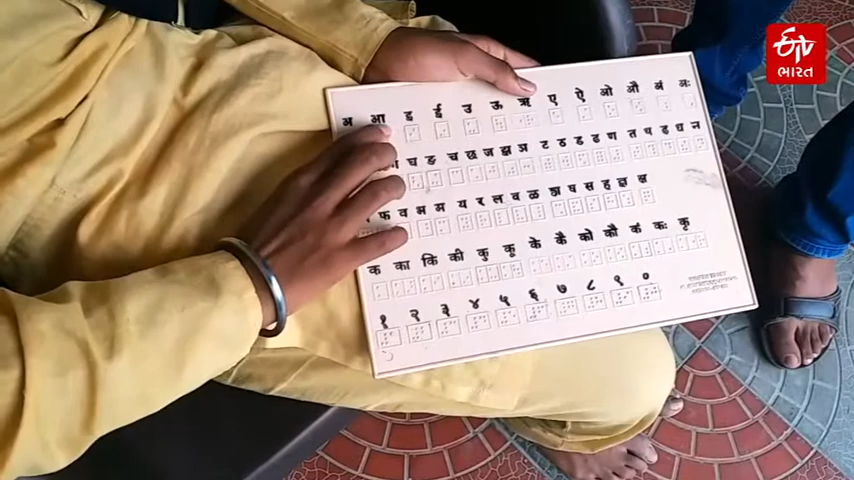 ETV
भारत
अ आ इ ई उ ऊ ऋ ए ऐ ओ औ अं अः
घ ङ च छ ज झ ञ ट ठ ड ढ ण त थ द ध न
फ ब भ म य र ल व ळ श ष स ह क्ष ज्ञ
का कि की कु कू के कै को कौ कं कः कृ
१ २ ३ ४ ५ ६ ७ ८ ९ ०